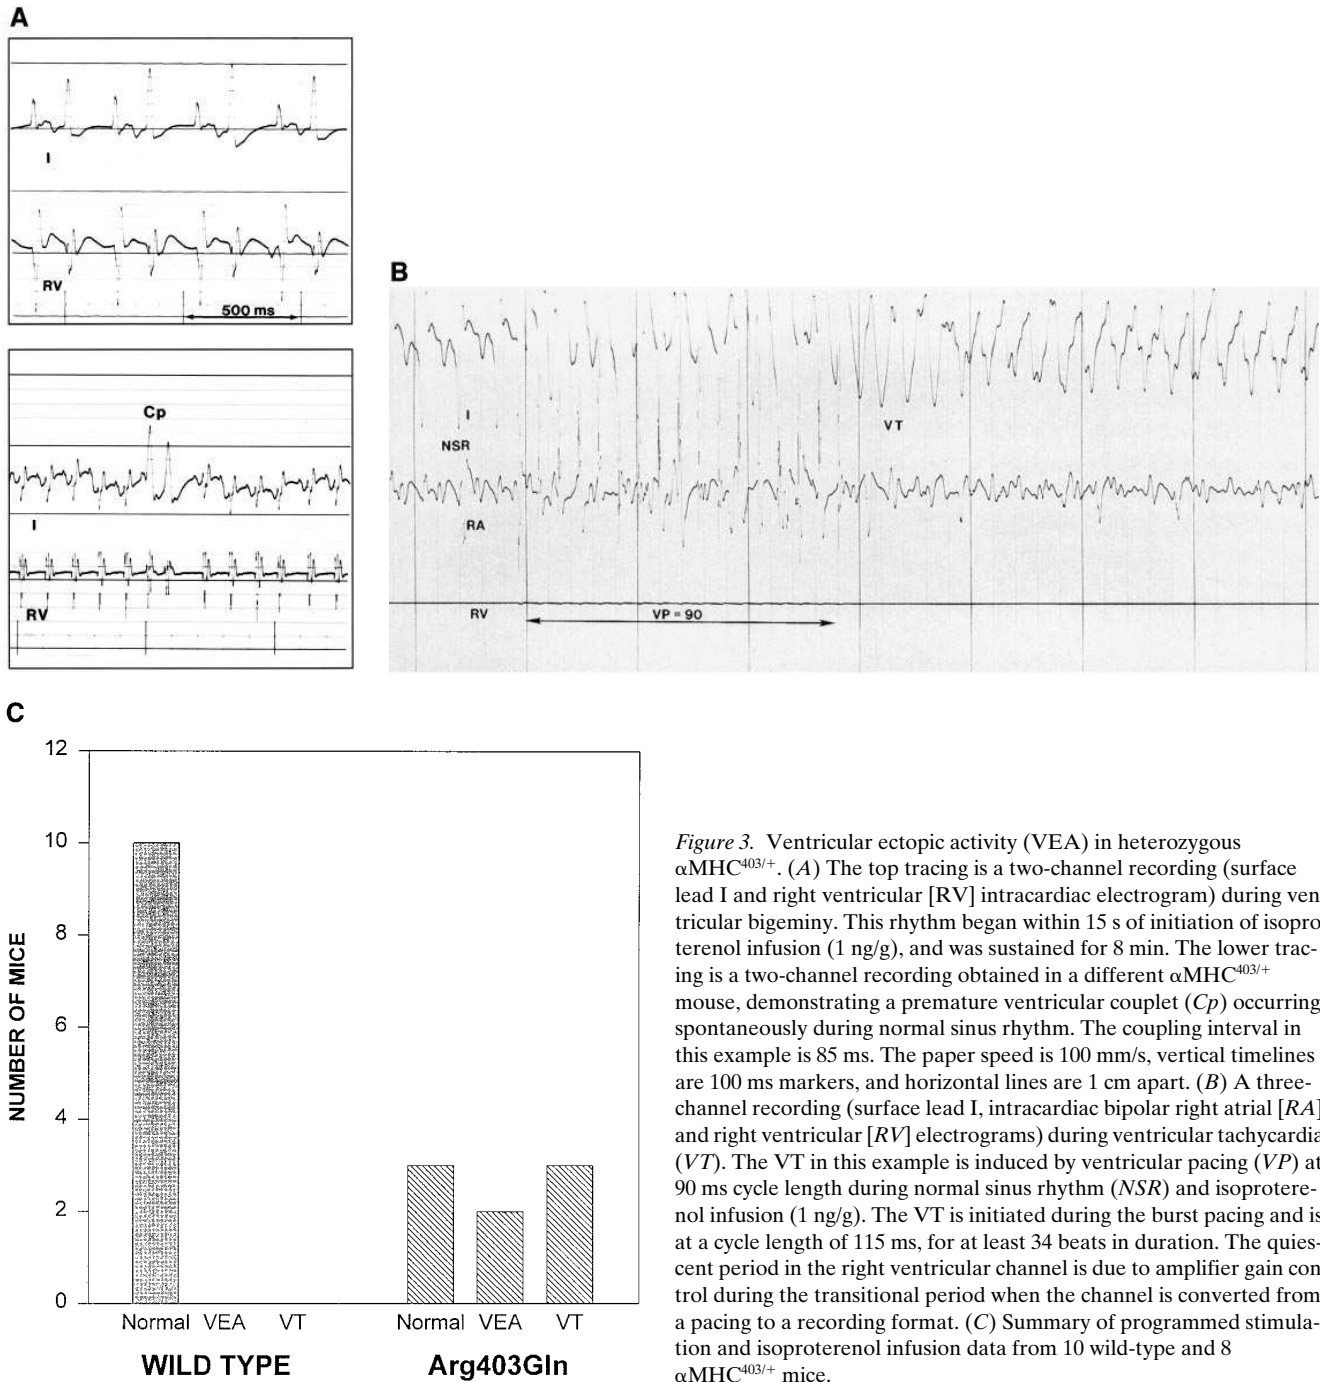 A
I
RV
500 ms
Cp
I
RV
B
I
NSR
VT
RA
RV
VP = 90
C
12
10
8
6
4
2
0
NUMBER OF MICE
Normal VEA VT
Normal VEA VT
WILD TYPE
Arg403Gln
Figure 3. Ventricular ectopic activity (VEA) in heterozygous
αMHC403/+. (A) The top tracing is a two-channel recording (surface
lead I and right ventricular [RV] intracardiac electrogram) during ven
tricular bigeminy. This rhythm began within 15 s of initiation of isopro
terenol infusion (1 ng/g), and was sustained for 8 min. The lower trac-
ing is a two-channel recording obtained in a different αMHC403/+
mouse, demonstrating a premature ventricular couplet (Cp) occurring
spontaneously during normal sinus rhythm. The coupling interval in
this example is 85 ms. The paper speed is 100 mm/s, vertical timelines
are 100 ms markers, and horizontal lines are 1 cm apart. (B) A three-
channel recording (surface lead I, intracardiac bipolar right atrial [RA]
and right ventricular [RV] electrograms) during ventricular tachycardia
(VT). The VT in this example is induced by ventricular pacing (VP) at
90 ms cycle length during normal sinus rhythm (NSR) and isoprotere-
nol infusion (1 ng/g). The VT is initiated during the burst pacing and is
at a cycle length of 115 ms, for at least 34 beats in duration. The quies-
cent period in the right ventricular channel is due to amplifier gain con
trol during the transitional period when the channel is converted from
a pacing to a recording format. (C) Summary of programmed stimula-
tion and isoproterenol infusion data from 10 wild-type and 8
αMHC403/+ mice.